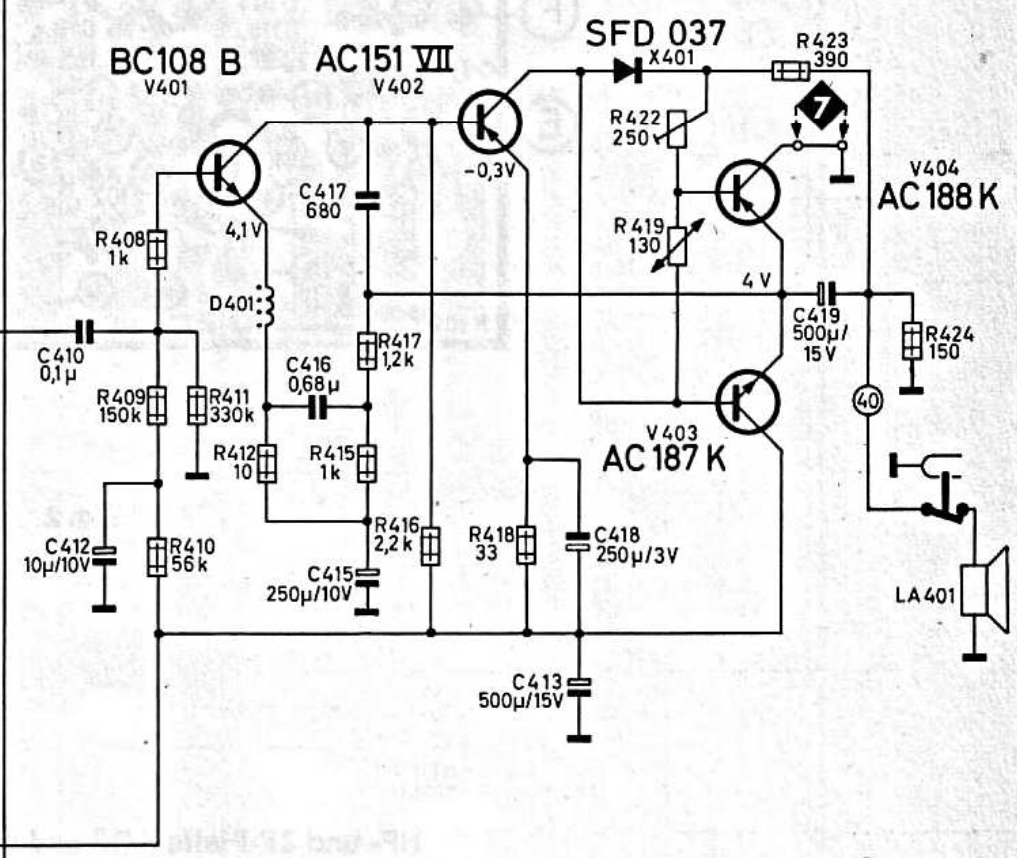 SFD 037
X401
R423
390
BC108 B
V401
AC151 VII
V402
7
R422
250
-0,3V
C417
680
V404
AC 188 K
R408
1k
4,1V
R419
130
D401
4 V
C419
500µ/
15 V
R424
150
C410
0,1µ
R417
1,2k
C416
0,68µ
R409
150k
R411
330k
40
R412
10
R415
1k
V403
AC 187 K
C412
10µ/10V
R410
56k
R416
2,2k
R418
33
C418
250µ/3V
C415
250µ/10V
LA401
C413
500µ/15V